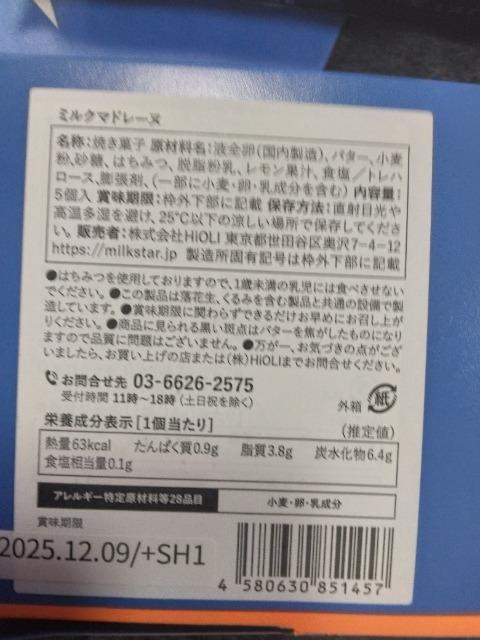 ミルクマドレーヌ
名称:焼き菓子 原材料名:液全卵(国内製造)、バター、小麦
粉、砂糖、はちみつ、脱脂粉乳、レモン果汁、食塩／トレハ
ロース、膨張剤、(一部に小麦・卵・乳成分を含む) 内容量:
5個入 賞味期限:枠外下部に記載 保存方法:直射日光や
高温多湿を避け、25℃以下の涼しい場所で保存してくださ
い。 販売者:株式会社HiOLI 東京都世田谷区奥沢7-4-12
https://milkstar.jp 製造所固有記号は枠外下部に記載
●はちみつを使用しておりますので、1歳未満の乳児には食べさせない
でください。●この製品は落花生、くるみを含む製品と共通の設備で製
造しています。●賞味期限に関わらずできるだけお早めにお召し上が
りください。●商品に見られる黒い斑点はバターを焦がしたものになり
ますので品質に問題はございません。●万が一、お気づきの点がござ
いましたら、お買い上げの店または(株)HiOLIまでお問合せください。
お問合せ先 03-6626-2575
受付時間 11時〜18時 (土日祝を除く)
外箱 紙
栄養成分表示 [1個当たり] (推定値)
熱量63kcal たんぱく質0.9g 脂質3.8g 炭水化物6.4g
食塩相当量0.1g
アレルギー特定原材料等28品目 小麦・卵・乳成分
賞味期限
2025.12.09/+SH1
4 580630 851457